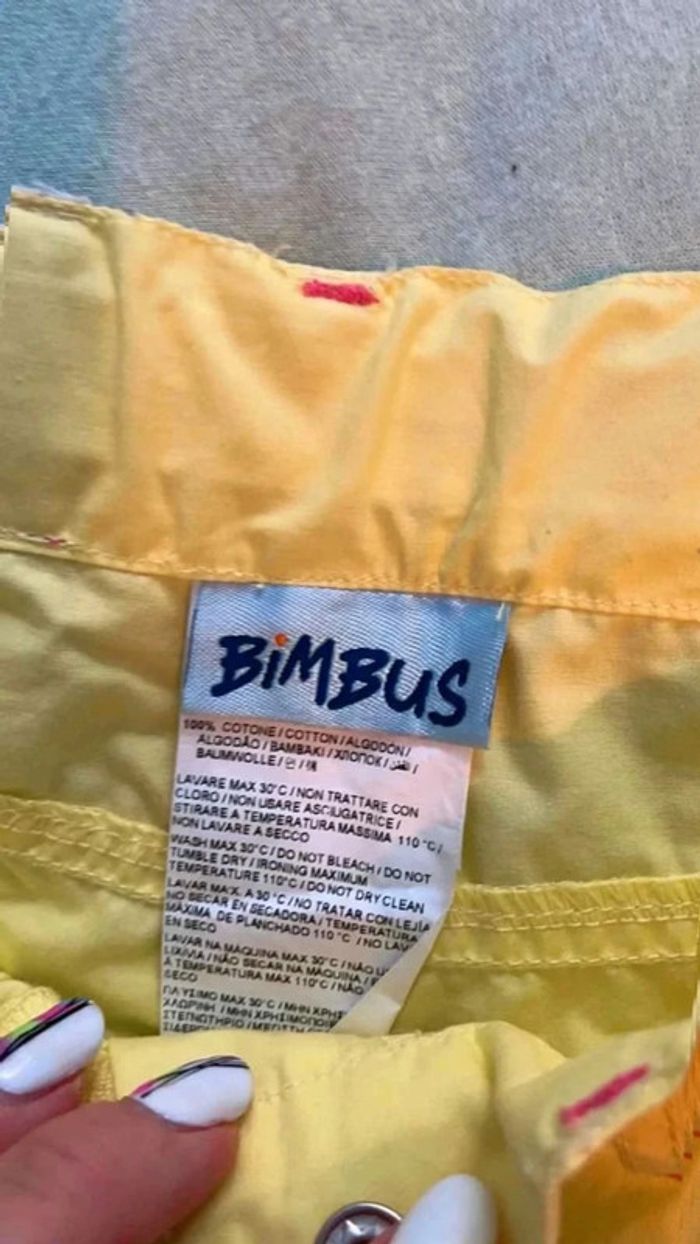 BiMBUS
100% COTONE / COTTON / ALGODÓN /
ALGODÃO / BAMBAKI / ХЛОПОК /
BAUMWOLLE / 면 / 棉
LAVARE MAX 30°C / NON TRATTARE CON
CLORO / NON USARE ASCIUGATRICE /
STIRARE A TEMPERATURA MASSIMA 110 °C /
NON LAVARE A SECCO
WASH MAX 30°C / DO NOT BLEACH / DO NOT
TUMBLE DRY / IRONING MAXIMUM
TEMPERATURE 110°C / DO NOT DRY CLEAN
LAVAR MAX. A 30 °C / NO TRATAR CON LEJÍA
NO SECAR EN SECADORA / TEMPERATURA
MÁXIMA DE PLANCHADO 110 °C / NO LAV
EN SECO
LAVAR NA MÁQUINA MAX 30°C / NÃO U
LIXIVIA / NÃO SECAR NA MÁQUINA /
A TEMPERATURA MAX 110°C / NÃO
SECO
ΠΛΥΣΙΜΟ MAX 30°C / ΜΗΝ ΧΡΗΣ
ΧΛΩΡΙΝΗ / ΜΗΝ ΧΡΗΣΙΜΟΠΟΙΕ
ΣΤΕΓΝΩΤΗΡΙΟ /